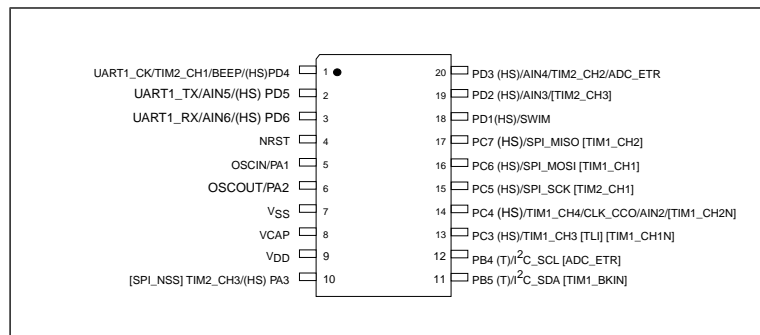 UART1_CK/TIM2_CH1/BEEP/(HS)PD4 1 20 PD3 (HS)/AIN4/TIM2_CH2/ADC_ETR
UART1_TX/AIN5/(HS) PD5 2 19 PD2 (HS)/AIN3/[TIM2_CH3]
UART1_RX/AIN6/(HS) PD6 3 18 PD1(HS)/SWIM
NRST 4 17 PC7 (HS)/SPI_MISO [TIM1_CH2]
OSCIN/PA1 5 16 PC6 (HS)/SPI_MOSI [TIM1_CH1]
OSCOUT/PA2 6 15 PC5 (HS)/SPI_SCK [TIM2_CH1]
VSS 7 14 PC4 (HS)/TIM1_CH4/CLK_CCO/AIN2/[TIM1_CH2N]
VCAP 8 13 PC3 (HS)/TIM1_CH3 [TLI] [TIM1_CH1N]
VDD 9 12 PB4 (T)/I²C_SCL [ADC_ETR]
[SPI_NSS] TIM2_CH3/(HS) PA3 10 11 PB5 (T)/I²C_SDA [TIM1_BKIN]